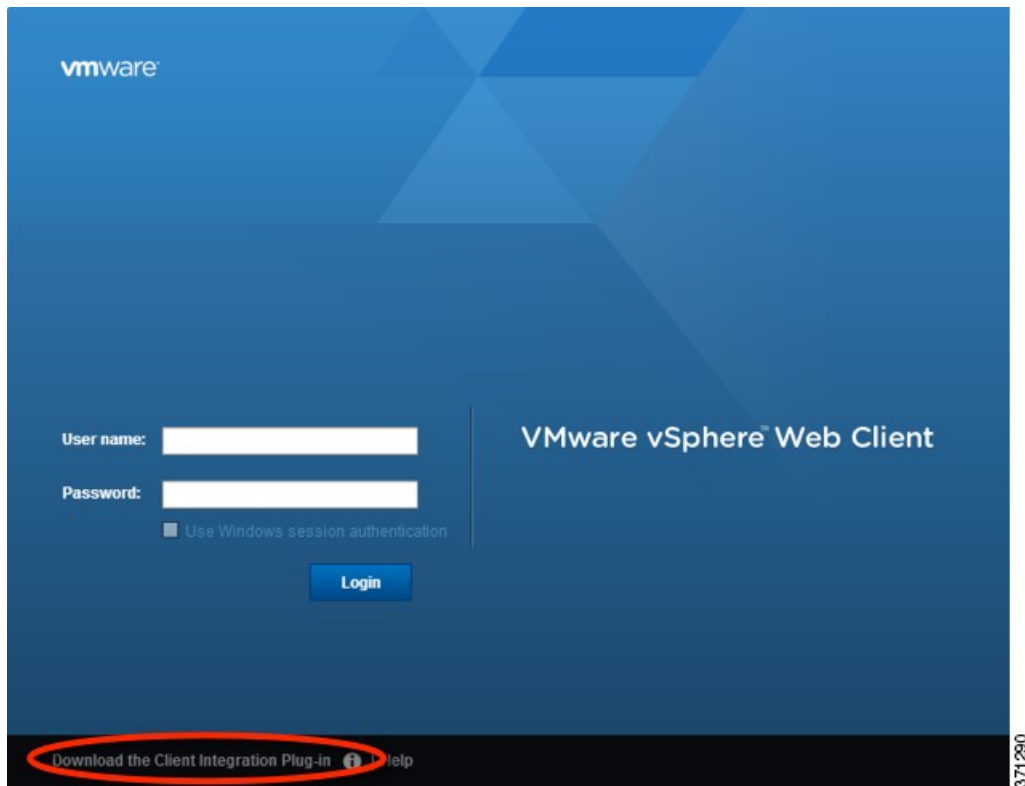 vmware
User name:
VMware vSphere™ Web Client
Password:
Use Windows session authentication
Login
Download the Client Integration Plug-in
Help
371290